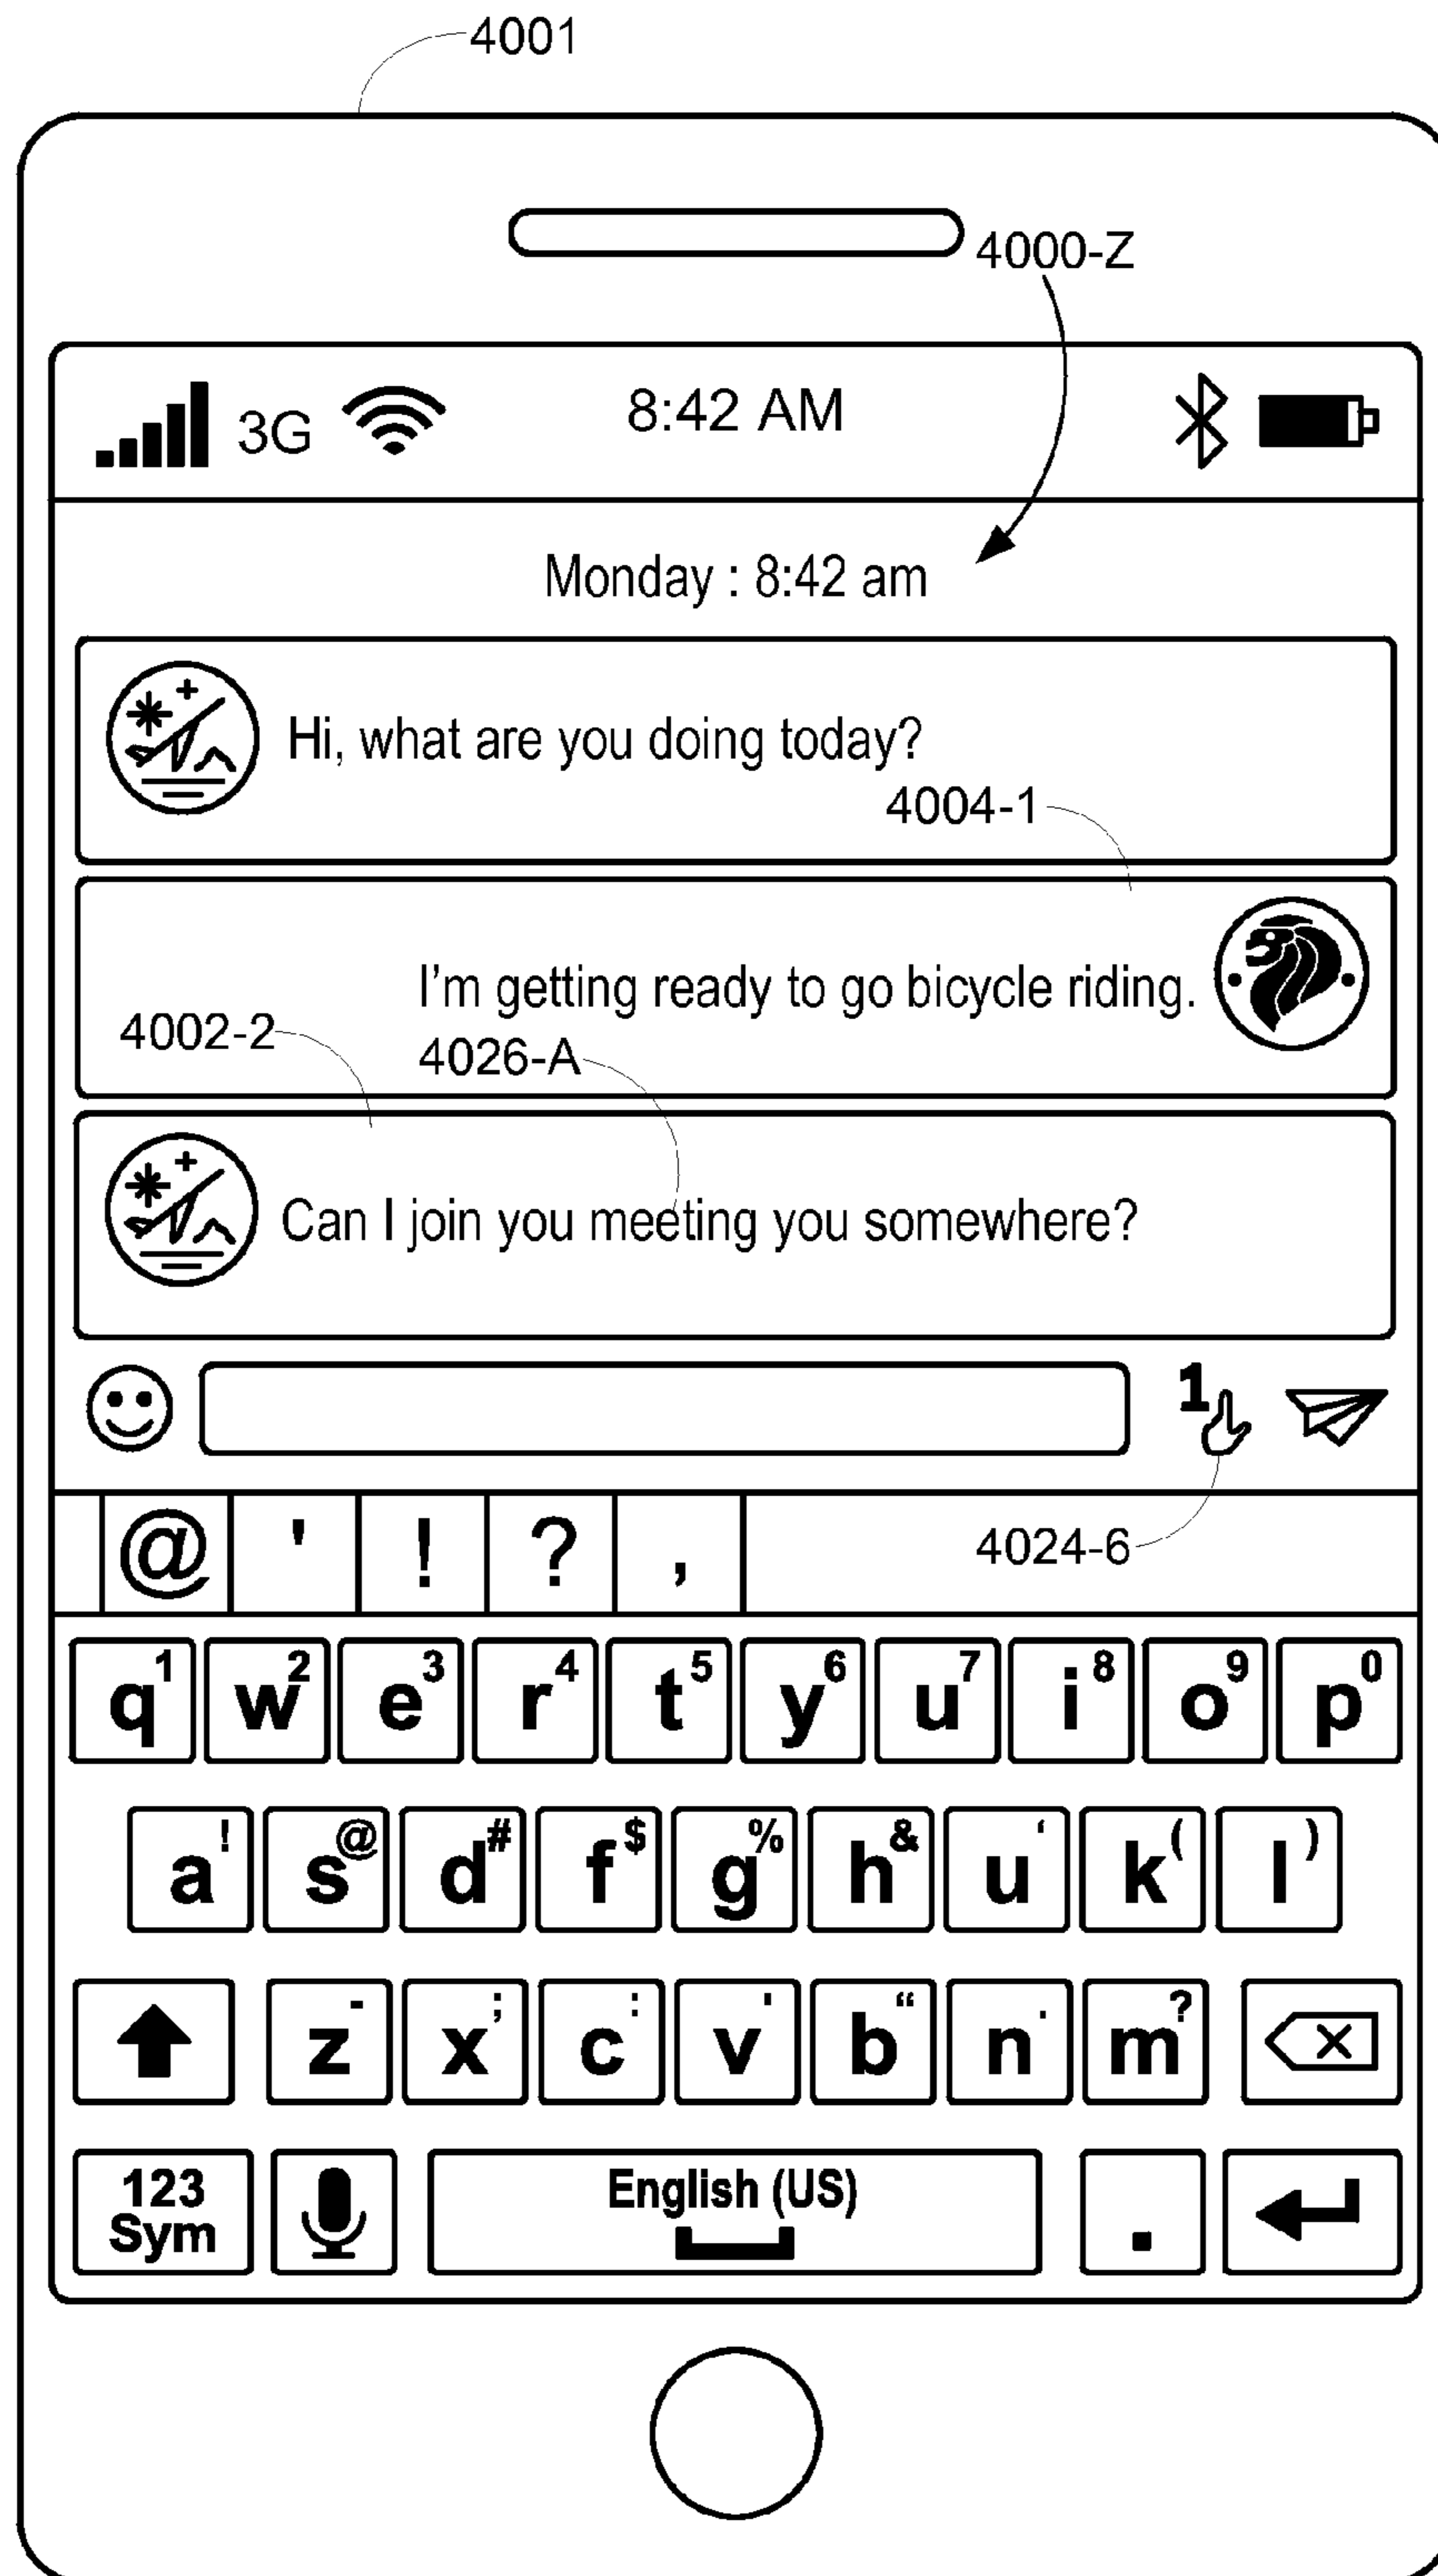 4001
4000-Z
3G 8:42 AM
Monday : 8:42 am
Hi, what are you doing today?
4004-1
I'm getting ready to go bicycle riding.
4002-2
4026-A
Can I join you meeting you somewhere?
1
@ ' ! ? ,
4024-6
q1 w2 e3 r4 t5 y6 u7 i8 o9 p0
a! s@ d# f$ g% h& u‘ k( l)
z- x; c: v' b“ n. m?
123
Sym
English (US)
.